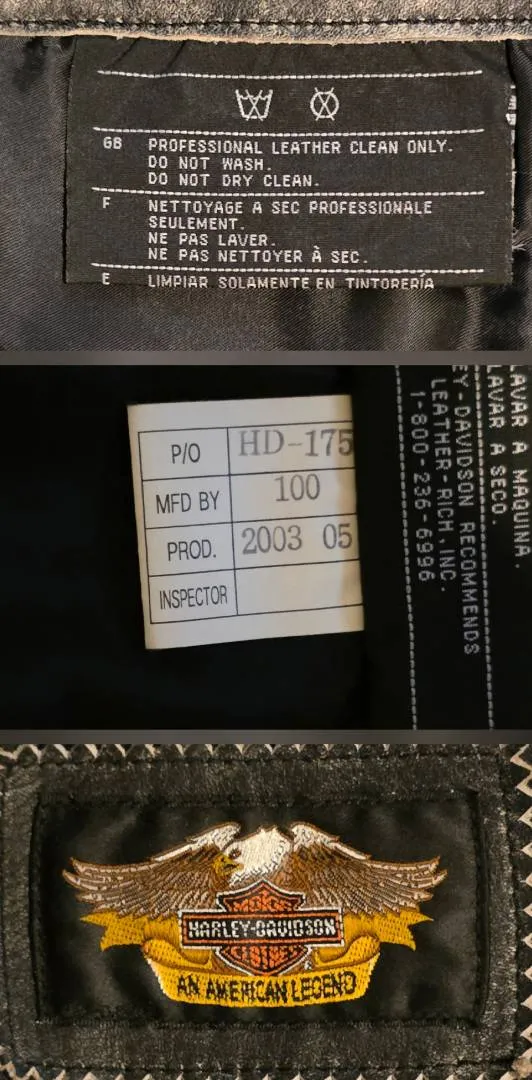 GB PROFESSIONAL LEATHER CLEAN ONLY.
DO NOT WASH.
DO NOT DRY CLEAN.
F NETTOYAGE A SEC PROFESSIONALE
SEULEMENT.
NE PAS LAVER.
NE PAS NETTOYER À SEC.
E LIMPIAR SOLAMENTE EN TINTORERÍA
P/O HD-175
MFD BY 100
PROD. 2003 05
INSPECTOR
LAVAR A MAQUINA.
LAVAR A SECO.
EY-DAVIDSON RECOMMENDS
LEATHER-RICH, INC.
1-800-236-6996
HARLEY-DAVIDSON
AN AMERICAN LEGEND